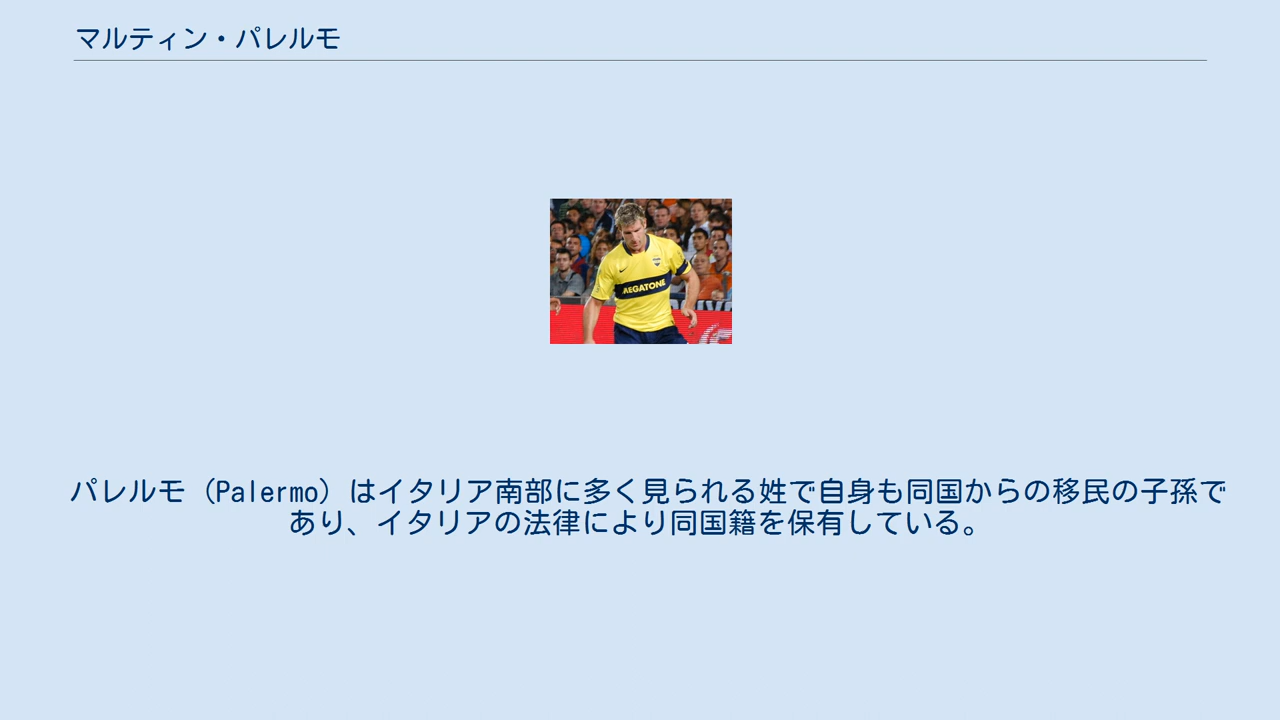 マルティン・パレルモ
MEGATONE
パレルモ（Palermo）はイタリア南部に多く見られる姓で自身も同国からの移民の子孫で
あり、イタリアの法律により同国籍を保有している。